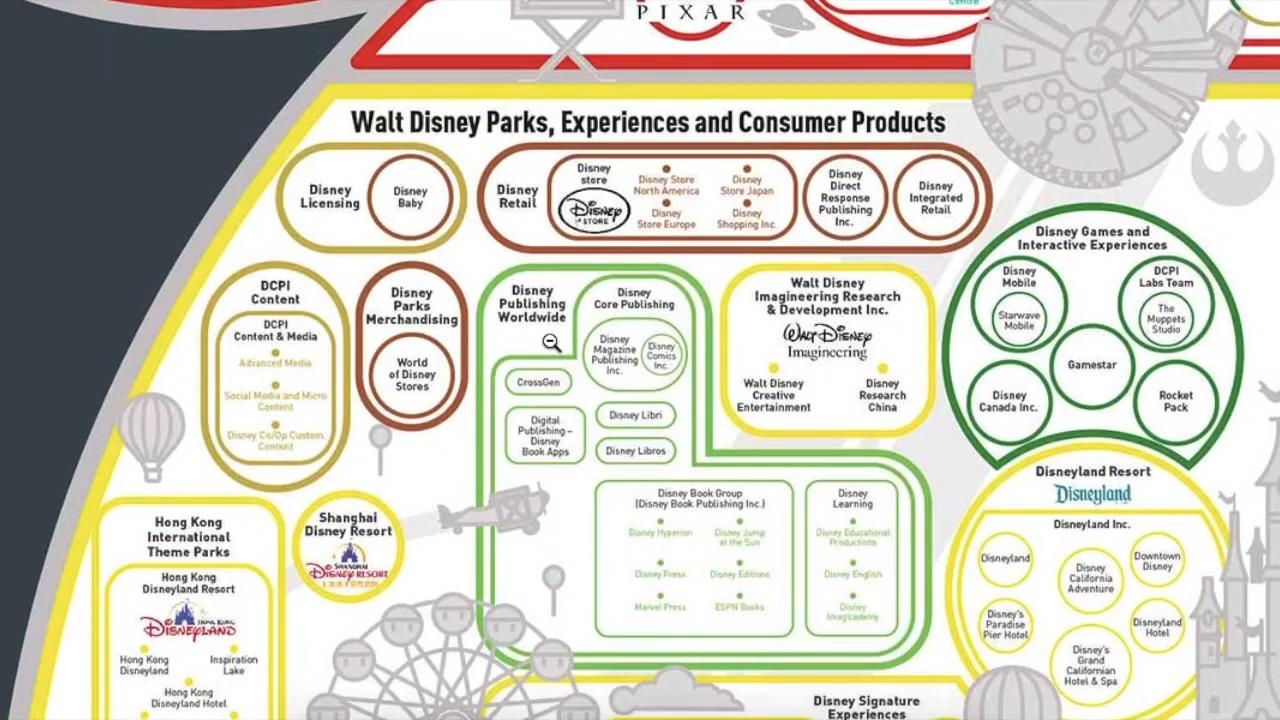 Centre
PIXAR
Walt Disney Parks, Experiences and Consumer Products
Disney
Licensing
Disney
Baby
Disney
Retail
Disney
store
Disney
STORE
Disney Store
North America
Disney
Store Europe
Disney
Store Japan
Disney
Shopping Inc.
Disney
Direct
Response
Publishing
Inc.
Disney
Integrated
Retail
Disney Games and
Interactive Experiences
Disney
Mobile
Starwave
Mobile
DCPI
Labs Team
The
Muppets
Studio
Gamestar
Disney
Canada Inc.
Rocket
Pack
DCPI
Content
DCPI
Content & Media
Advanced Media
Social Media and Micro
Content
Disney Co/Op Custom.
Content
Disney
Parks
Merchandising
World
of Disney
Stores
Disney
Publishing
Worldwide
Disney
Core Publishing
Disney
Magazine
Publishing
Inc.
Disney
Comics
Inc.
CrossGen
Digital
Publishing –
Disney
Book Apps
Disney Libri
Disney Libros
Disney Book Group
(Disney Book Publishing Inc.)
Disney Hyperion
Disney Jump
at the Sun
Disney Press
Disney Editions
Marvel Press
ESPN Books
Disney
Learning
Disney Educational
Productions
Disney English
Disney
Imagicademy
Walt Disney
Imagineering Research
& Development Inc.
Walt Disney
Imagineering
Walt Disney
Creative
Entertainment
Disney
Research
China
Disneyland Resort
Disneyland
Disneyland Inc.
Disneyland
Disney
California
Adventure
Downtown
Disney
Disney's
Paradise
Pier Hotel
Disney's
Grand
Californian
Hotel & Spa
Disneyland
Hotel
Hong Kong
International
Theme Parks
Hong Kong
Disneyland Resort
HONG KONG
DISNEYLAND
Hong Kong
Disneyland
Inspiration
Lake
Hong Kong
Disneyland Hotel
Shanghai
Disney Resort
SHANGHAI
DISNEY RESORT
Disney Signature
Experiences